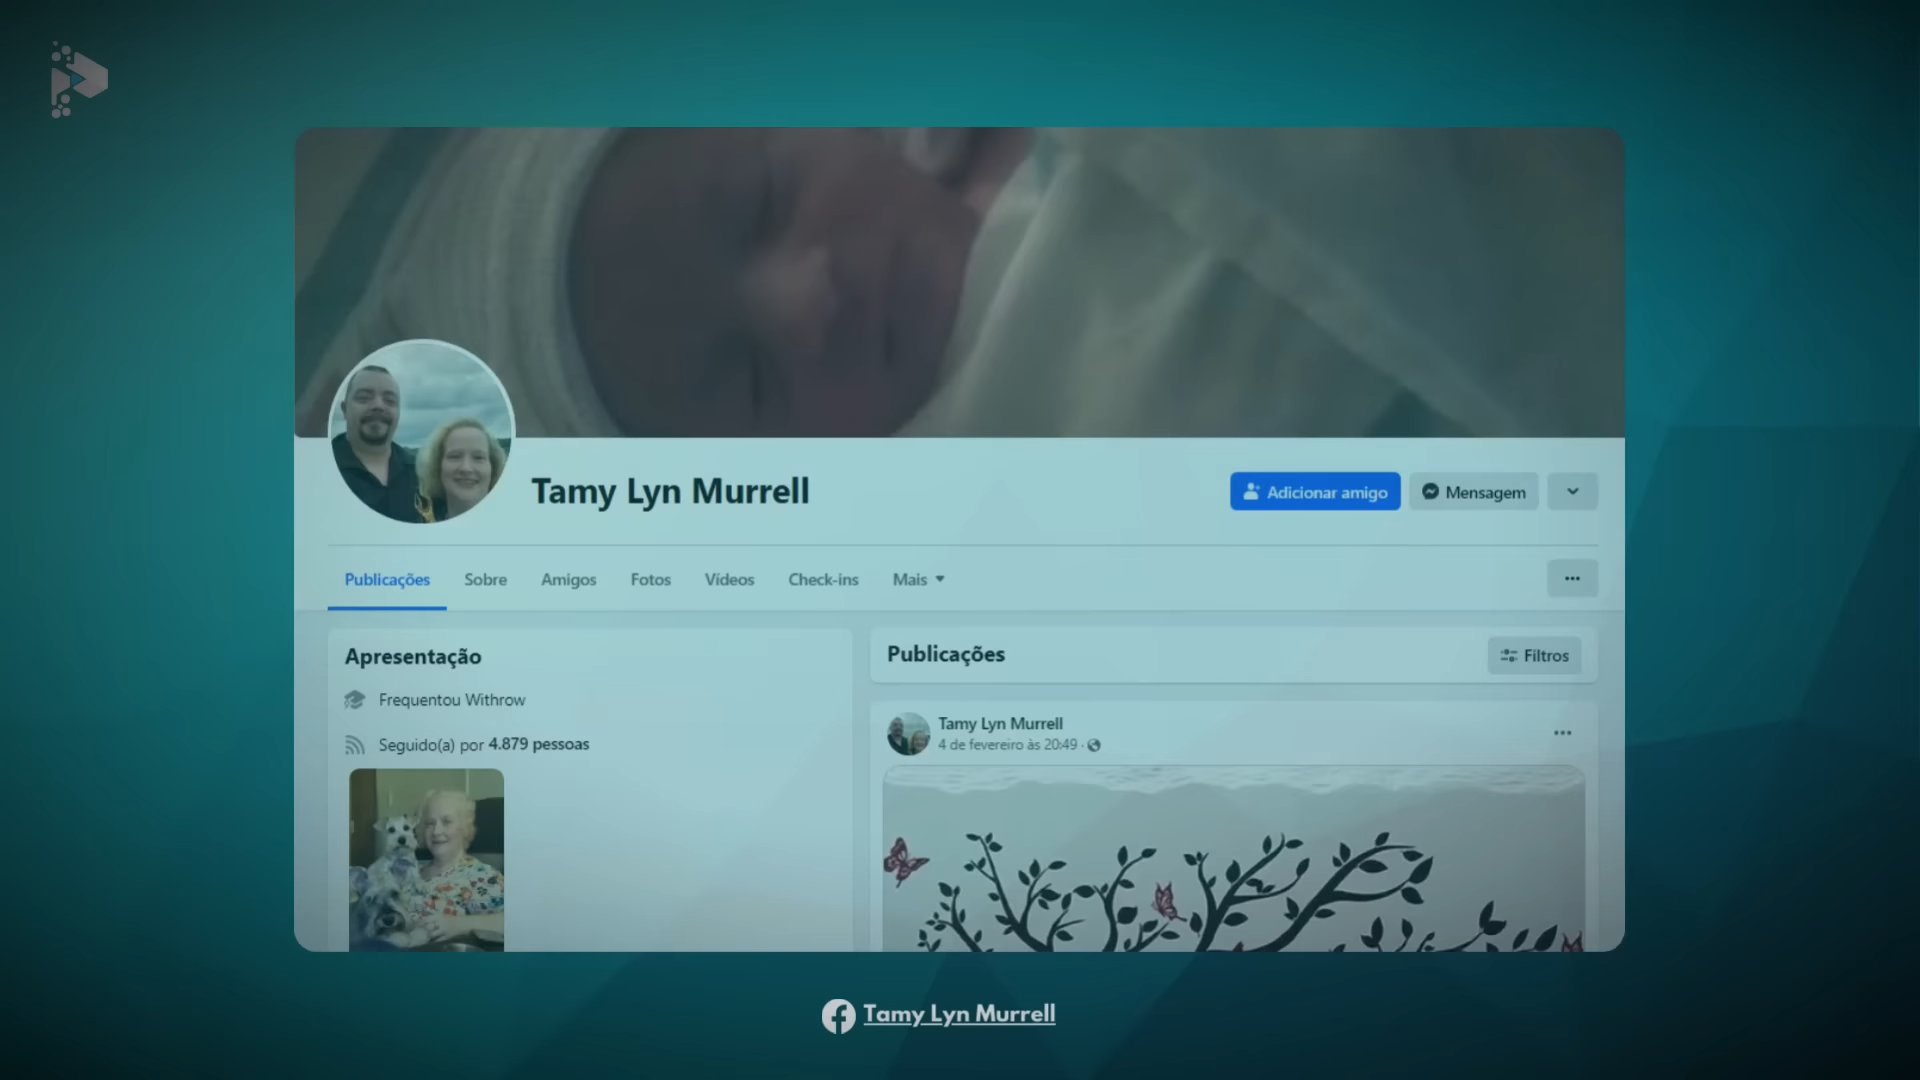 Tamy Lyn Murrell
Adicionar amigo
Mensagem
Publicações
Sobre
Amigos
Fotos
Vídeos
Check-ins
Mais
Apresentação
Frequentou Withrow
Seguido(a) por 4.879 pessoas
Publicações
Filtros
Tamy Lyn Murrell
4 de fevereiro às 20:49 ·
Tamy Lyn Murrell